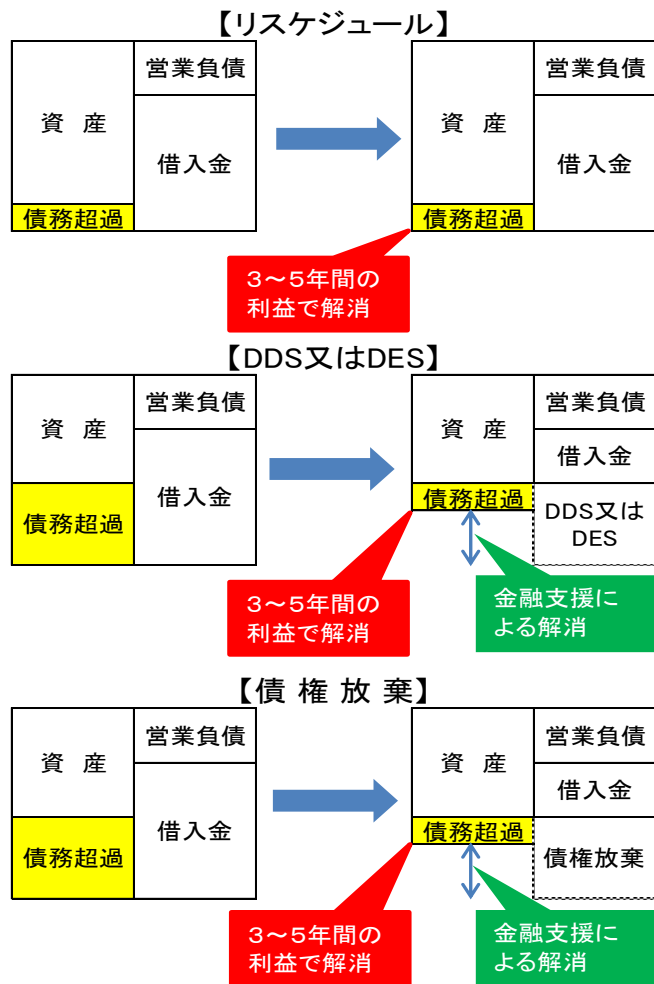 【リスケジュール】
営業負債
資 産
借入金
債務超過
営業負債
資 産
借入金
債務超過
3～5年間の
利益で解消
【DDS又はDES】
営業負債
資 産
借入金
債務超過
営業負債
資 産
借入金
債務超過
DDS又は
DES
3～5年間の
利益で解消
金融支援に
よる解消
【債 権 放 棄】
営業負債
資 産
借入金
債務超過
営業負債
資 産
借入金
債務超過
債権放棄
3～5年間の
利益で解消
金融支援に
よる解消